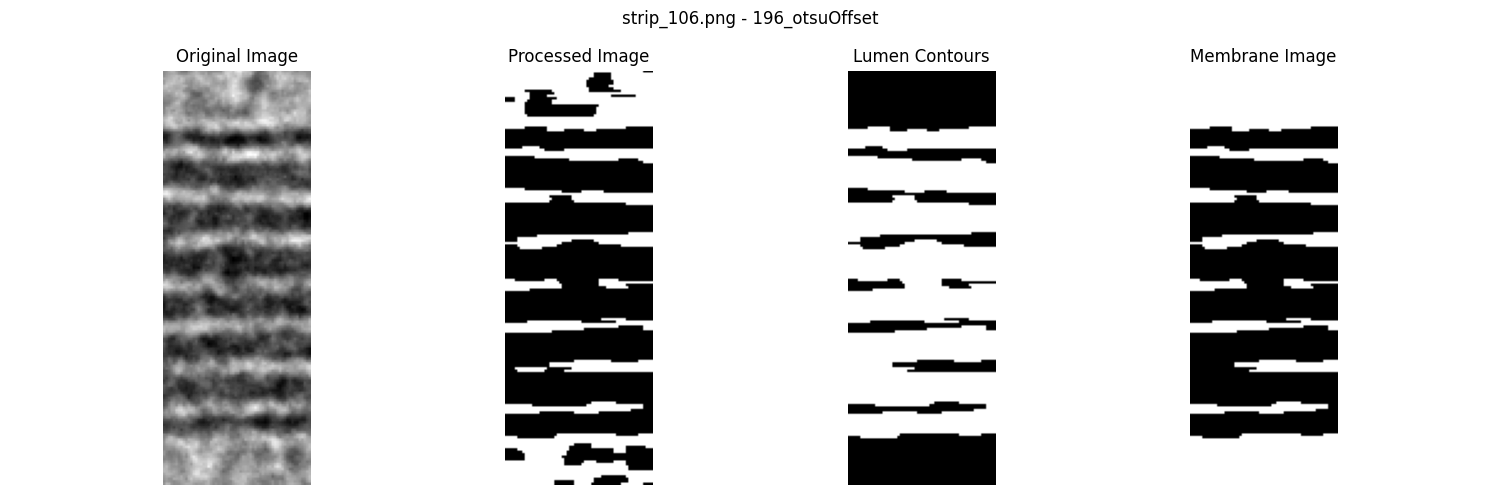 strip_106.png - 196_otsuOffset
Original Image
Processed Image
Lumen Contours
Membrane Image